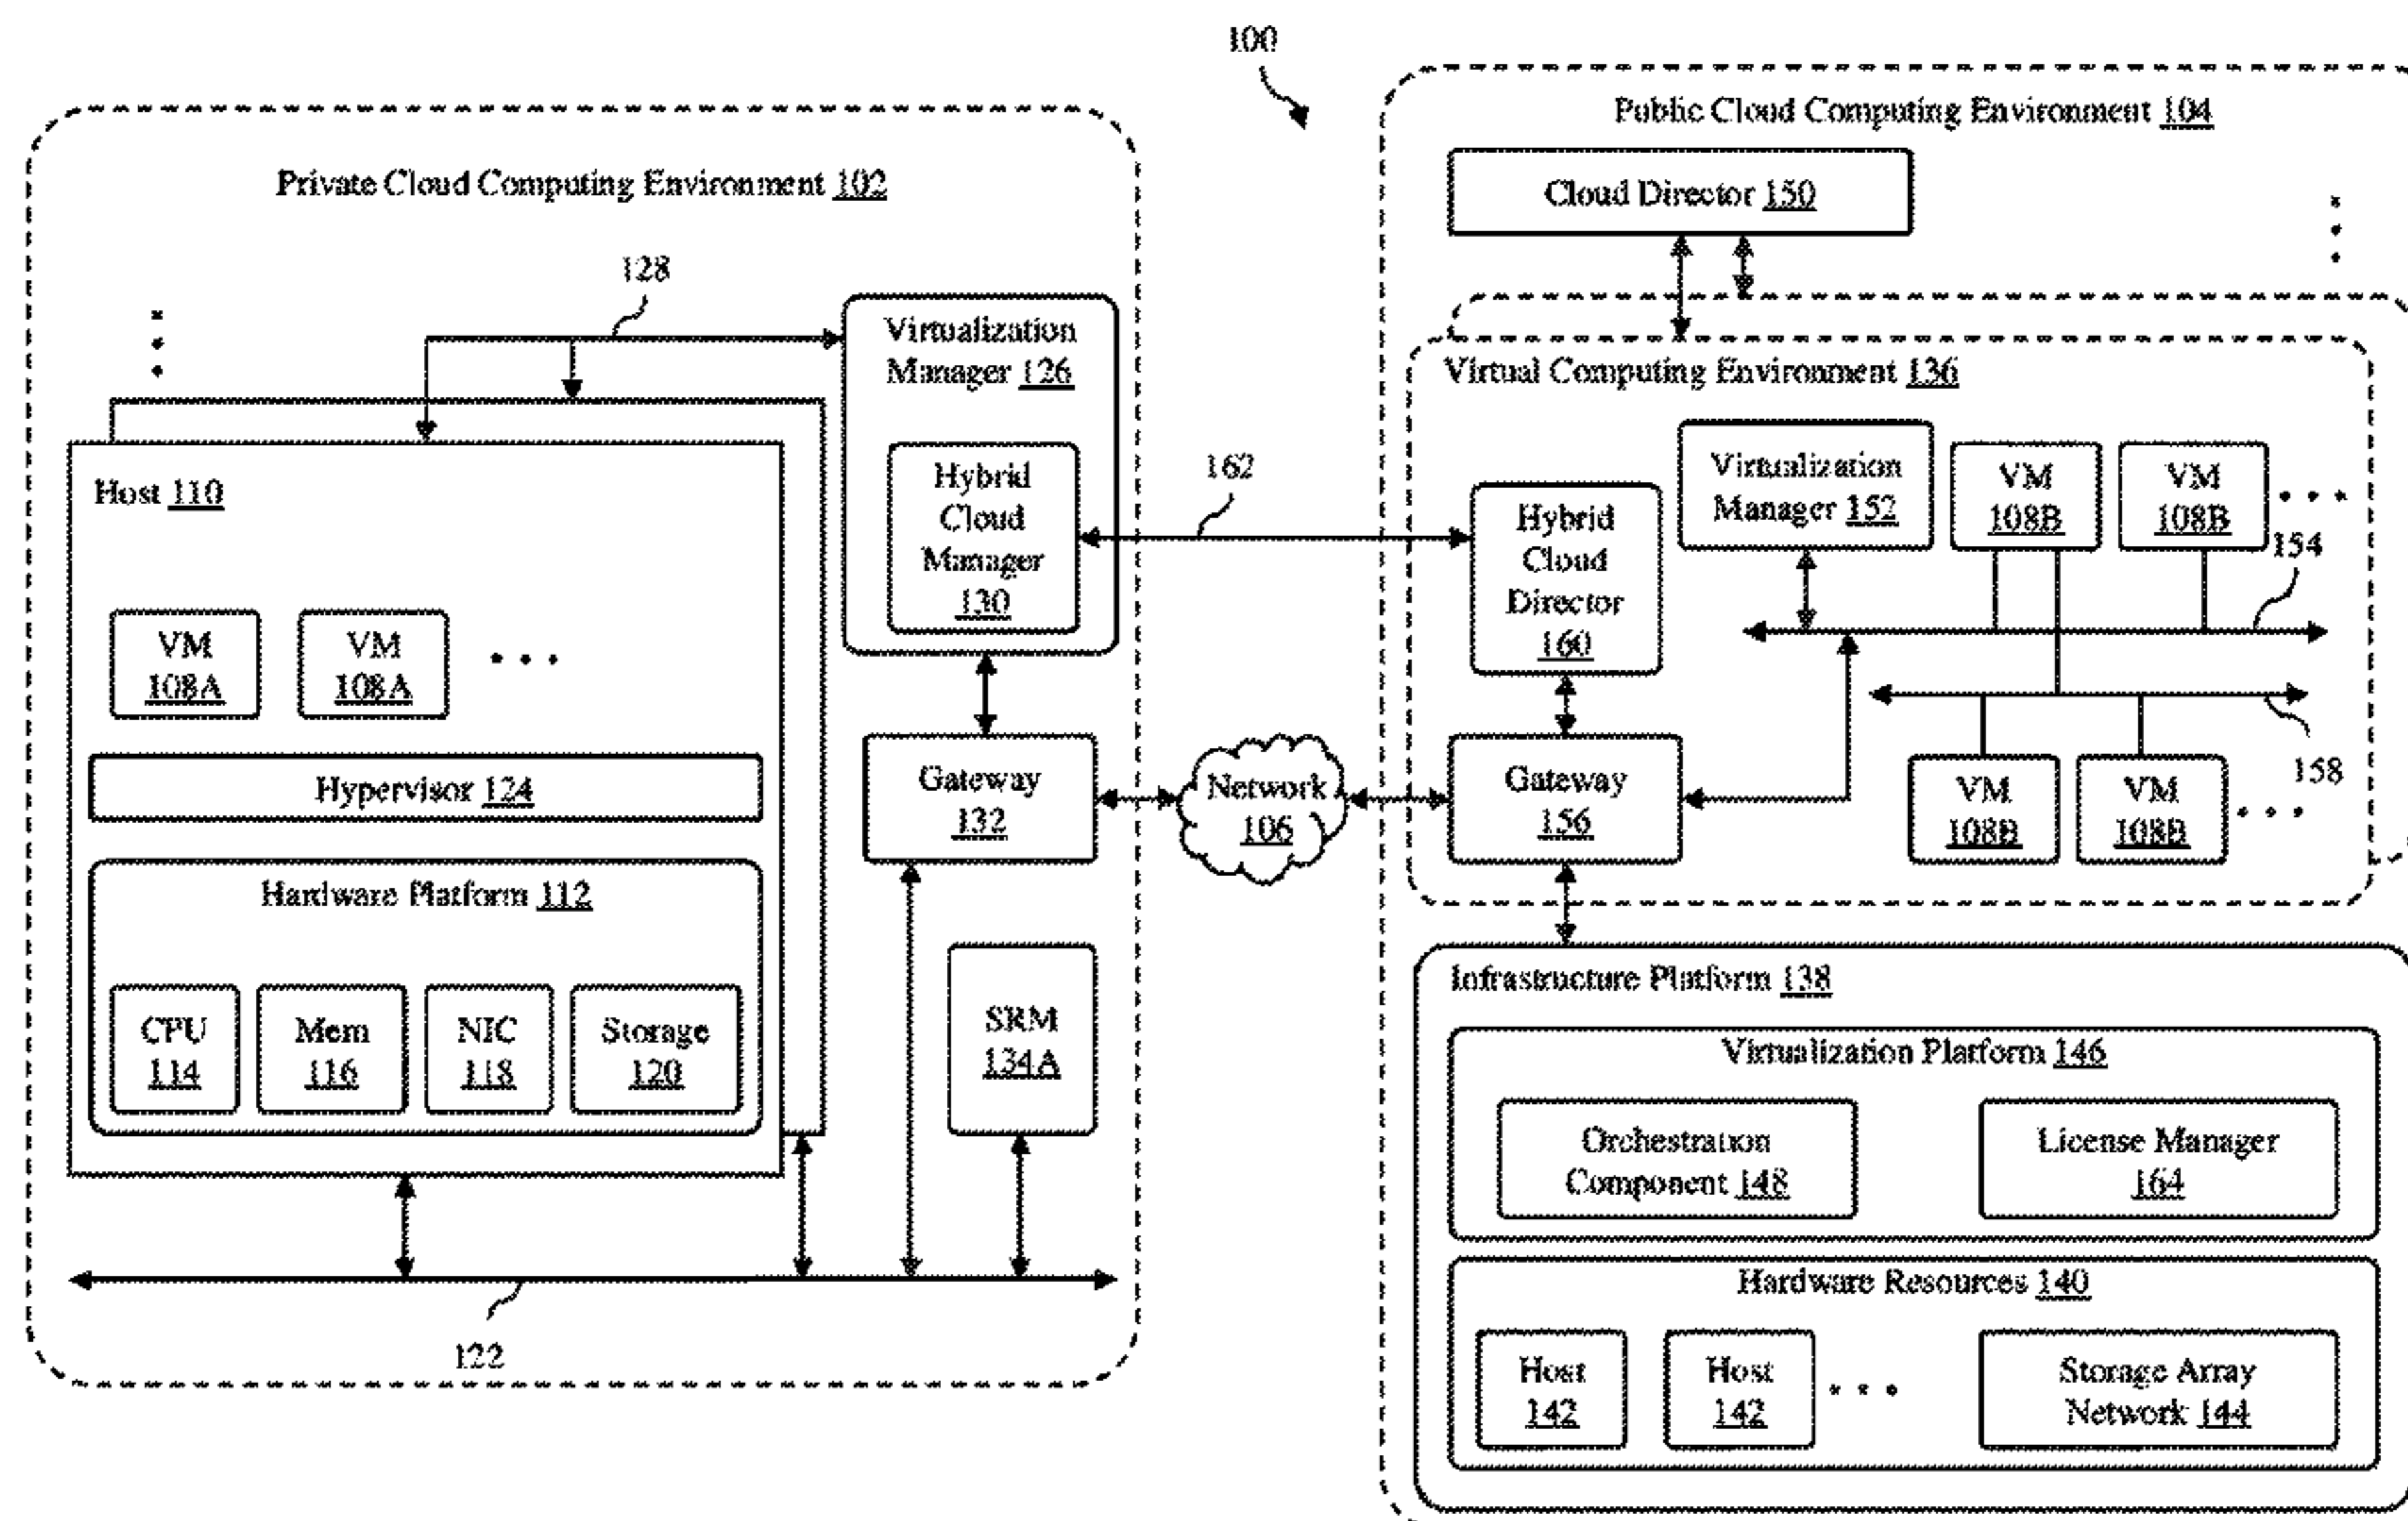 100
Private Cloud Computing Environment 102
128
Virtualization
Manager 126
Hybrid
Cloud
Manager
130
Host 110
VM
108A
VM
108A
Hypervisor 124
Hardware Platform 112
CPU
114
Mem
116
NIC
118
Storage
120
Gateway
132
SRM
134A
122
162
Network
106
Public Cloud Computing Environment 104
Cloud Director 150
Virtual Computing Environment 136
Hybrid
Cloud
Director
160
Virtualization
Manager 152
VM
108B
VM
108B
154
158
VM
108B
VM
108B
Gateway
156
Infrastructure Platform 138
Virtualization Platform 146
Orchestration
Component 148
License Manager
164
Hardware Resources 140
Host
142
Host
142
Storage Array
Network 144